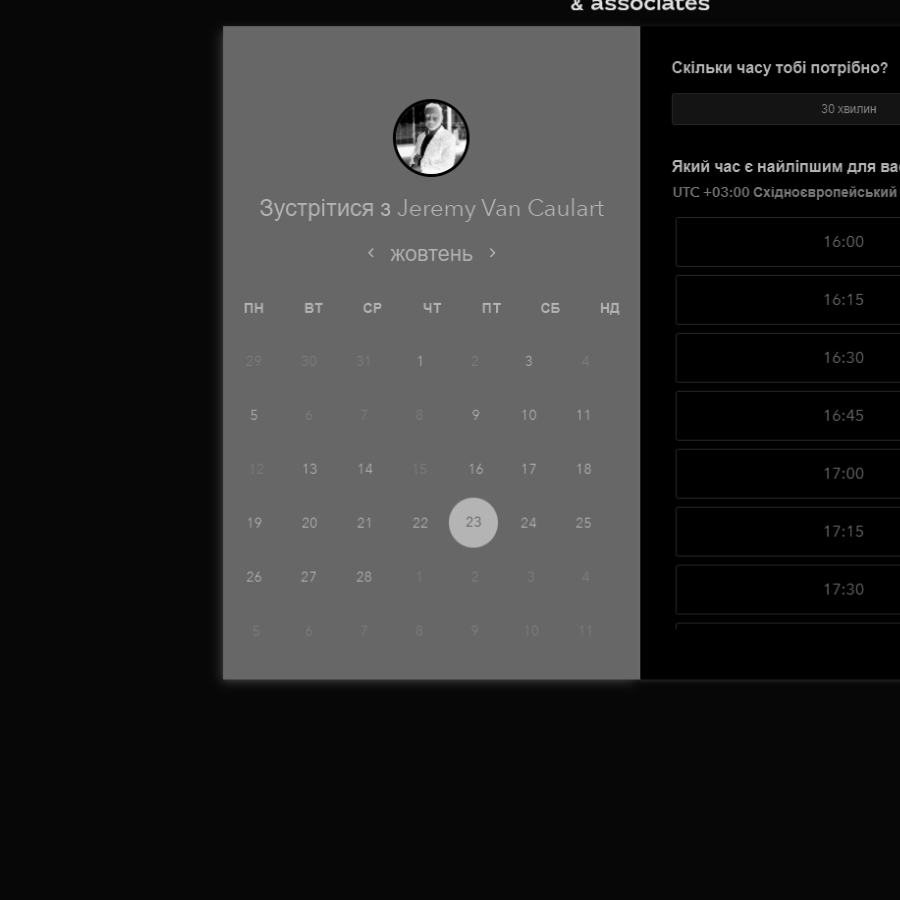 & associates
Зустрітися з Jeremy Van Caulart
жовтень
ПН ВТ СР ЧТ ПТ СБ НД
29 30 31 1 2 3 4
5 6 7 8 9 10 11
12 13 14 15 16 17 18
19 20 21 22 23 24 25
26 27 28 1 2 3 4
5 6 7 8 9 10 11
Скільки часу тобі потрібно?
30 хвилин
Який час є найліпшим для
UTC +03:00 Східноєвропейський
16:00
16:15
16:30
16:45
17:00
17:15
17:30